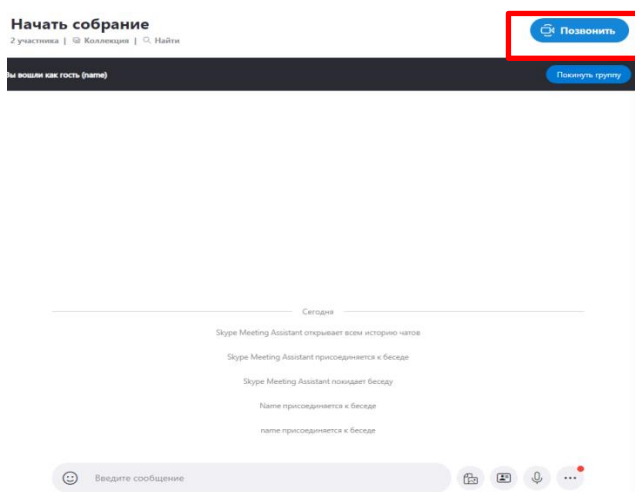 Начать собрание
2 участника | Коллекция | Найти
Позвонить
Вы вошли как гость (name)
Покинуть группу
Сегодня
Skype Meeting Assistant открывает всем историю чатов
Skype Meeting Assistant присоединяется к беседе
Skype Meeting Assistant покидает беседу
Name присоединяется к беседе
name присоединяется к беседе
Введите сообщение